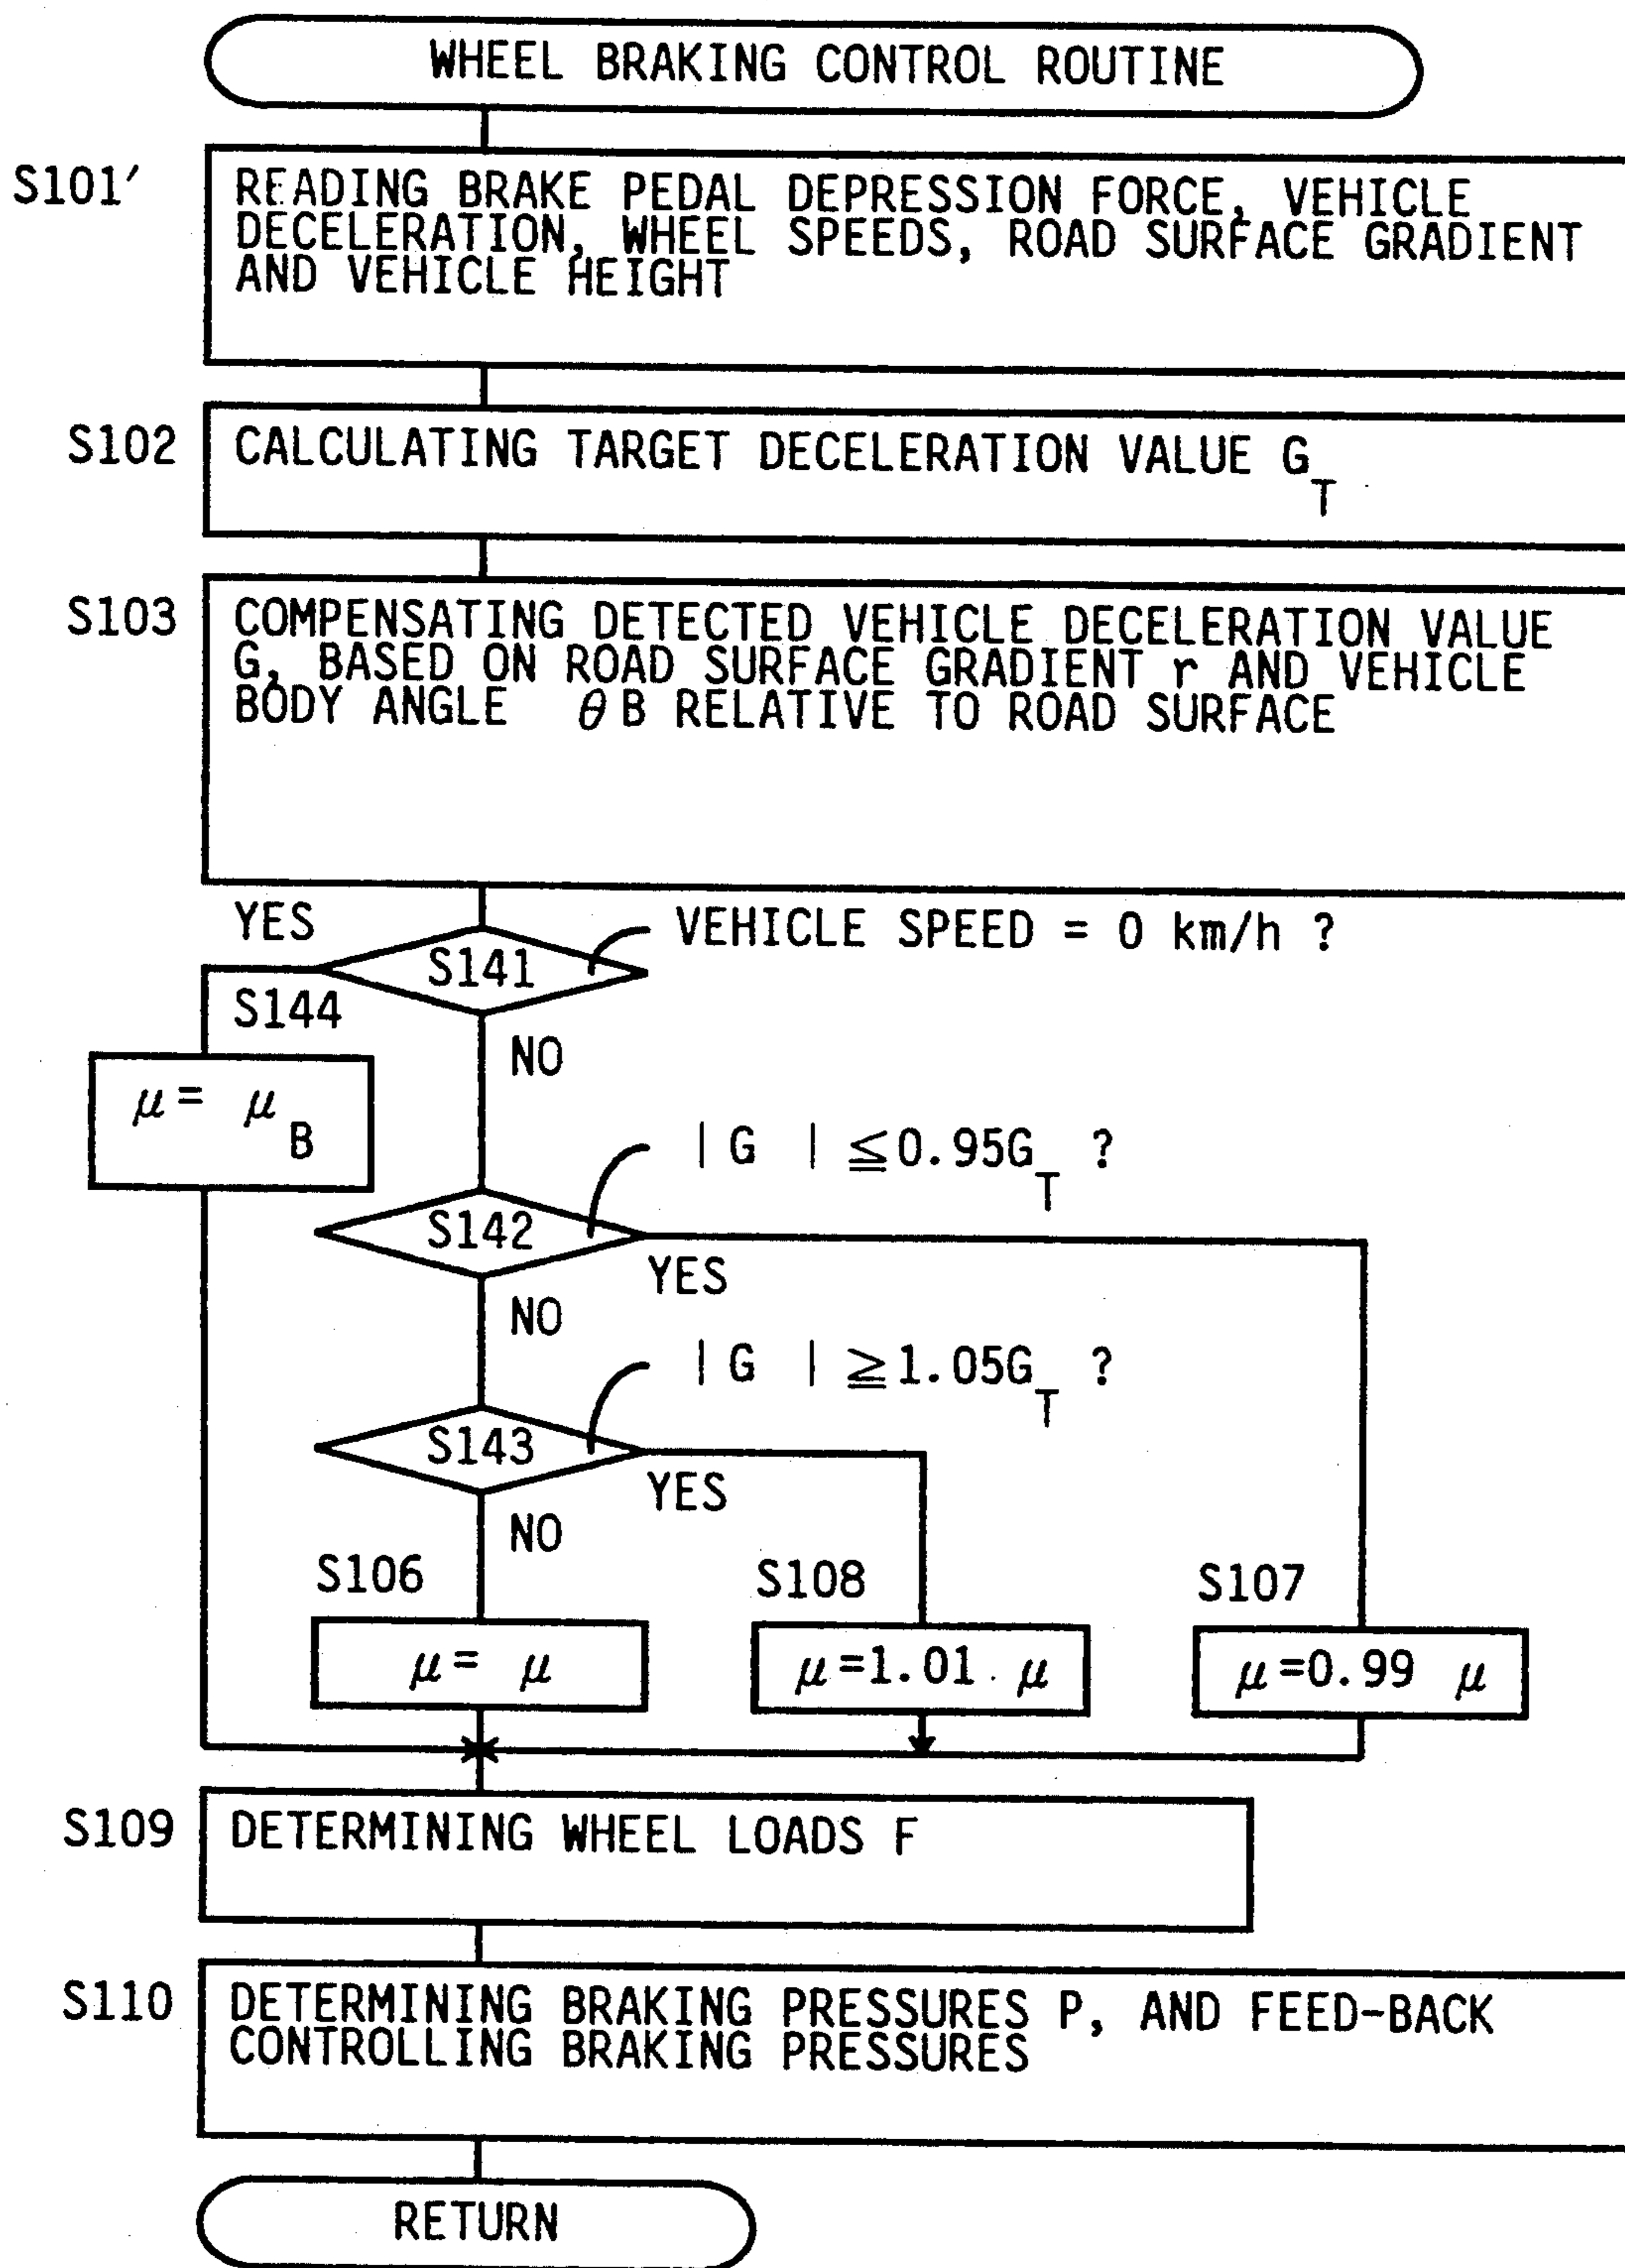 WHEEL BRAKING CONTROL ROUTINE
S101′
READING BRAKE PEDAL DEPRESSION FORCE, VEHICLE
DECELERATION, WHEEL SPEEDS, ROAD SURFACE GRADIENT
AND VEHICLE HEIGHT
S102
CALCULATING TARGET DECELERATION VALUE G_T
S103
COMPENSATING DETECTED VEHICLE DECELERATION VALUE
G, BASED ON ROAD SURFACE GRADIENT r AND VEHICLE
BODY ANGLE θB RELATIVE TO ROAD SURFACE
YES
S141
VEHICLE SPEED = 0 km/h ?
S144
NO
μ= μ_B
|G | ≦0.95G_T ?
S142
YES
NO
|G | ≧1.05G_T ?
S143
YES
NO
S106
S108
S107
μ= μ
μ=1.01 μ
μ=0.99 μ
S109
DETERMINING WHEEL LOADS F
S110
DETERMINING BRAKING PRESSURES P, AND FEED-BACK
CONTROLLING BRAKING PRESSURES
RETURN